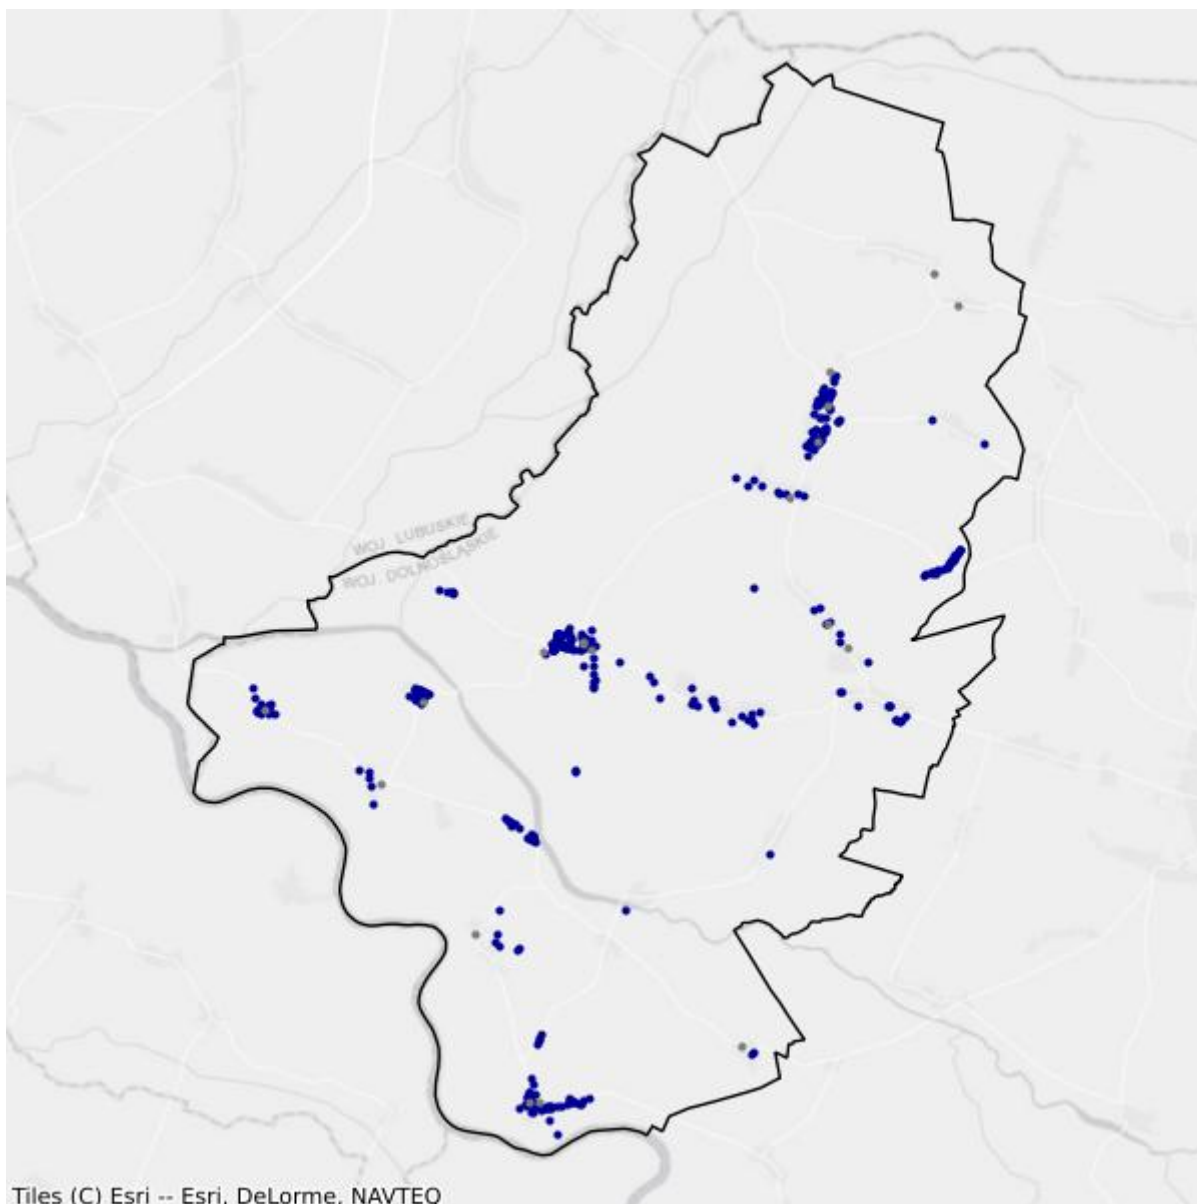 WOJ. LUBUSKIE
WOJ. DOLNOŚLĄSKIE
Tiles (C) Esri -- Esri, DeLorme, NAVTEQ